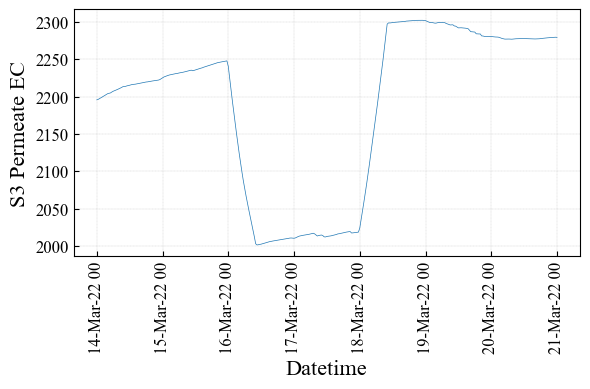 S3 Permeate EC
2300
2250
2200
2150
2100
2050
2000
14-Mar-22 00
15-Mar-22 00
16-Mar-22 00
17-Mar-22 00
18-Mar-22 00
19-Mar-22 00
20-Mar-22 00
21-Mar-22 00
Datetime